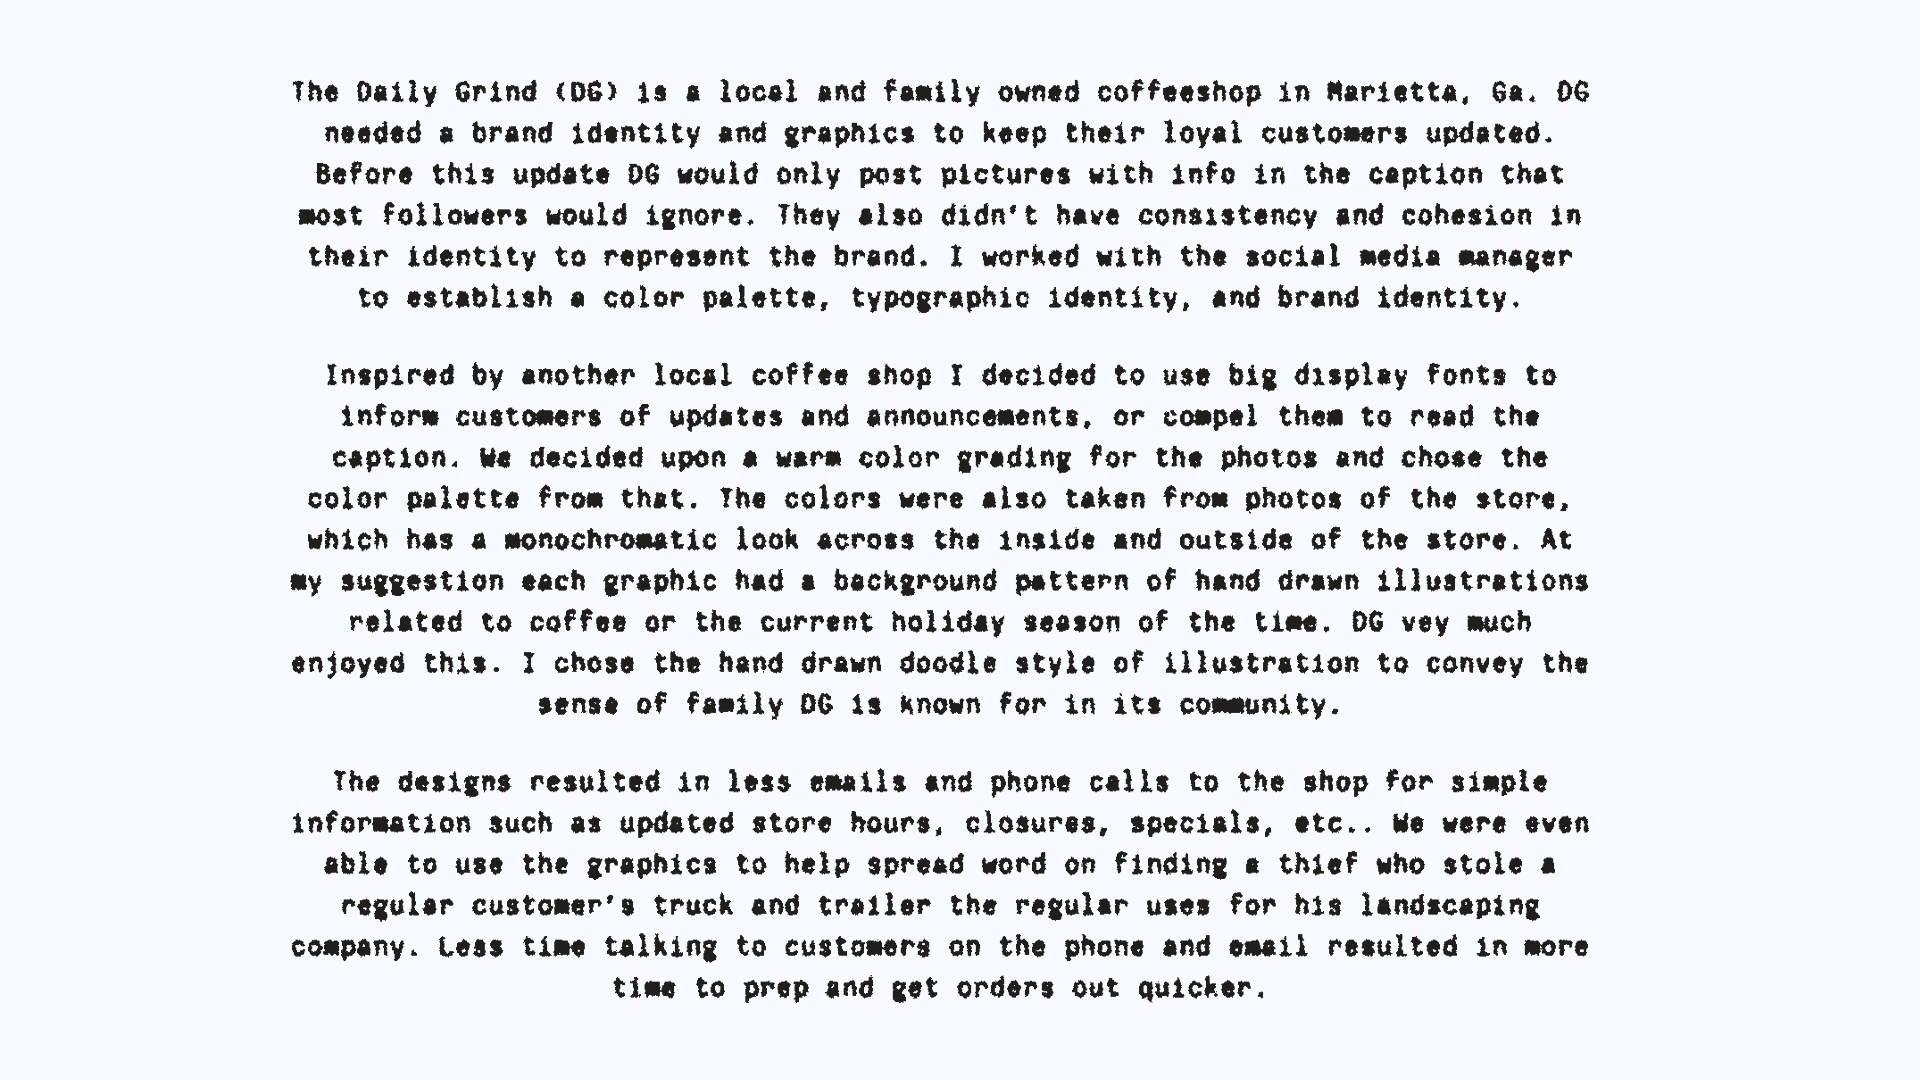 The Daily Grind (DG) is a local and family owned coffeeshop in Marietta, Ga. DG
needed a brand identity and graphics to keep their loyal customers updated.
Before this update DG would only post pictures with info in the caption that
most followers would ignore. They also didn't have consistency and cohesion in
their identity to represent the brand. I worked with the social media manager
to establish a color palette, typographic identity, and brand identity.

Inspired by another local coffee shop I decided to use big display fonts to
inform customers of updates and announcements, or compel them to read the
caption. We decided upon a warm color grading for the photos and chose the
color palette from that. The colors were also taken from photos of the store,
which has a monochromatic look across the inside and outside of the store. At
my suggestion each graphic had a background pattern of hand drawn illustrations
related to coffee or the current holiday season of the time. DG vey much
enjoyed this. I chose the hand drawn doodle style of illustration to convey the
sense of family DG is known for in its community.

The designs resulted in less emails and phone calls to the shop for simple
information such as updated store hours, closures, specials, etc.. We were even
able to use the graphics to help spread word on finding a thief who stole a
regular customer's truck and trailer the regular uses for his landscaping
company. Less time talking to customers on the phone and email resulted in more
time to prep and get orders out quicker.